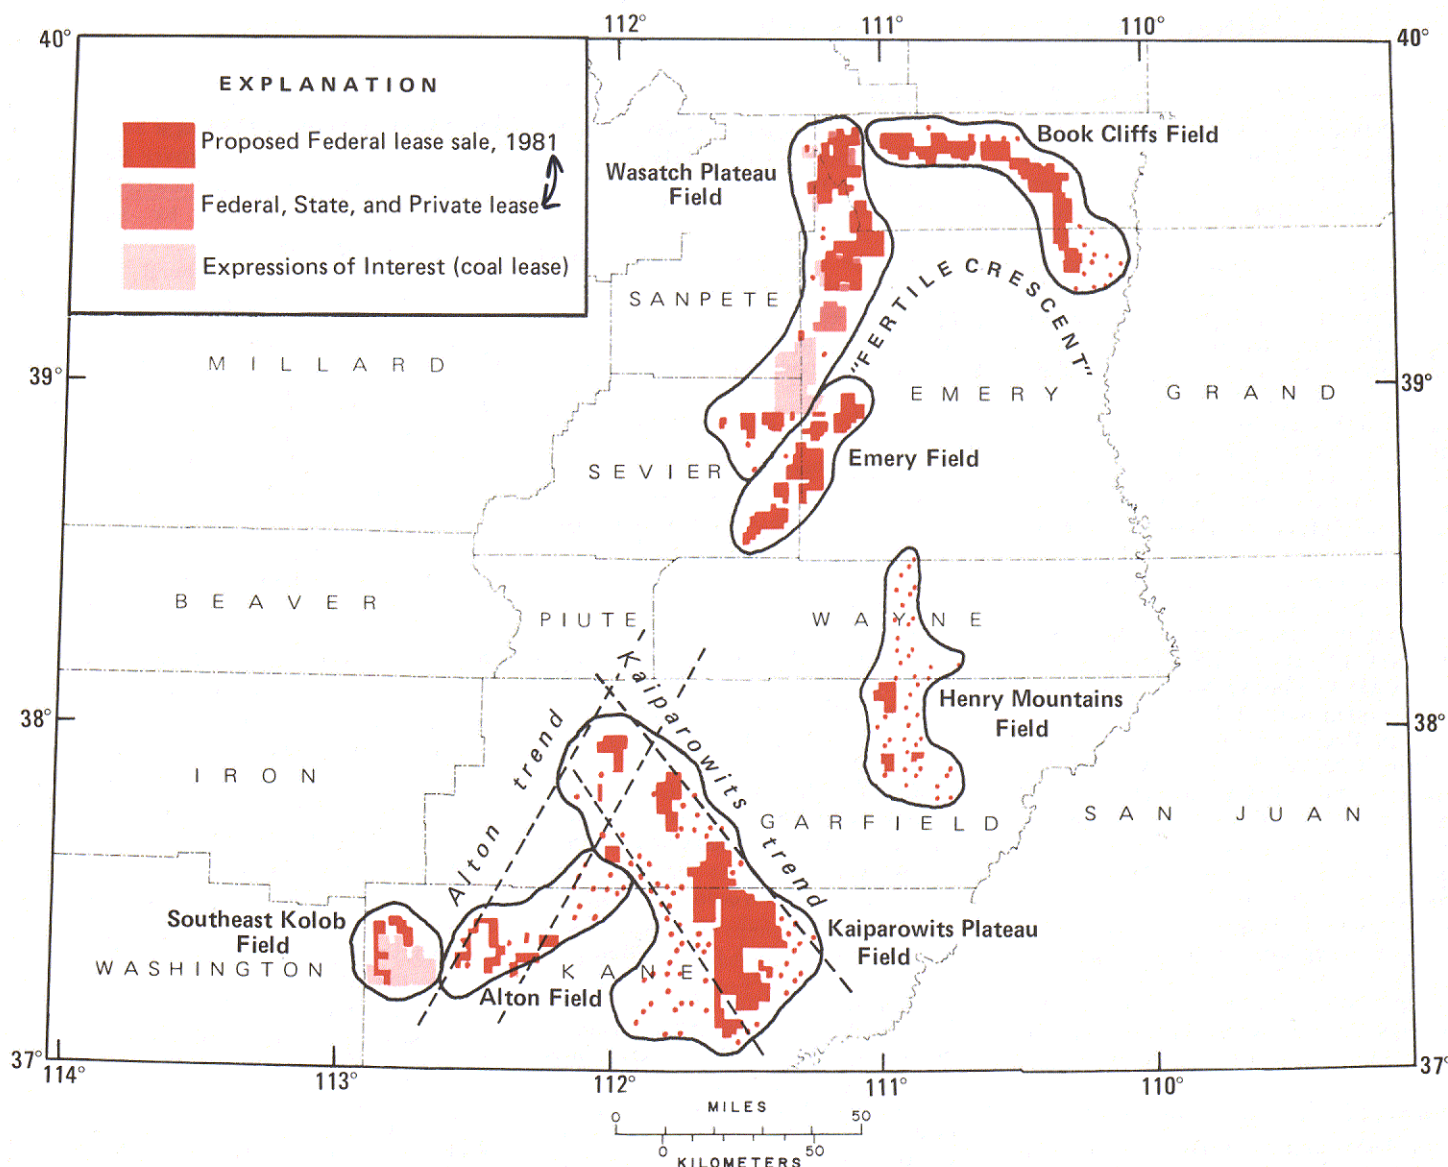 112°
111°
110°
40°
40°
EXPLANATION
Proposed Federal lease sale, 1981
Federal, State, and Private lease
Expressions of Interest (coal lease)
Book Cliffs Field
Wasatch Plateau
Field
SANPETE
"FERTILE CRESCENT"
MILLARD
39°
39°
EMERY
GRAND
Emery Field
SEVIER
BEAVER
PIUTE
WAYNE
Kaiparowits trend
Henry Mountains
Field
38°
38°
Alton trend
IRON
GARFIELD
SAN JUAN
Southeast Kolob
Field
Kaiparowits Plateau
Field
WASHINGTON
KANE
Alton Field
37°
37°
114°
113°
112°
111°
110°
MILES
0 50
0 50
KILOMETERS